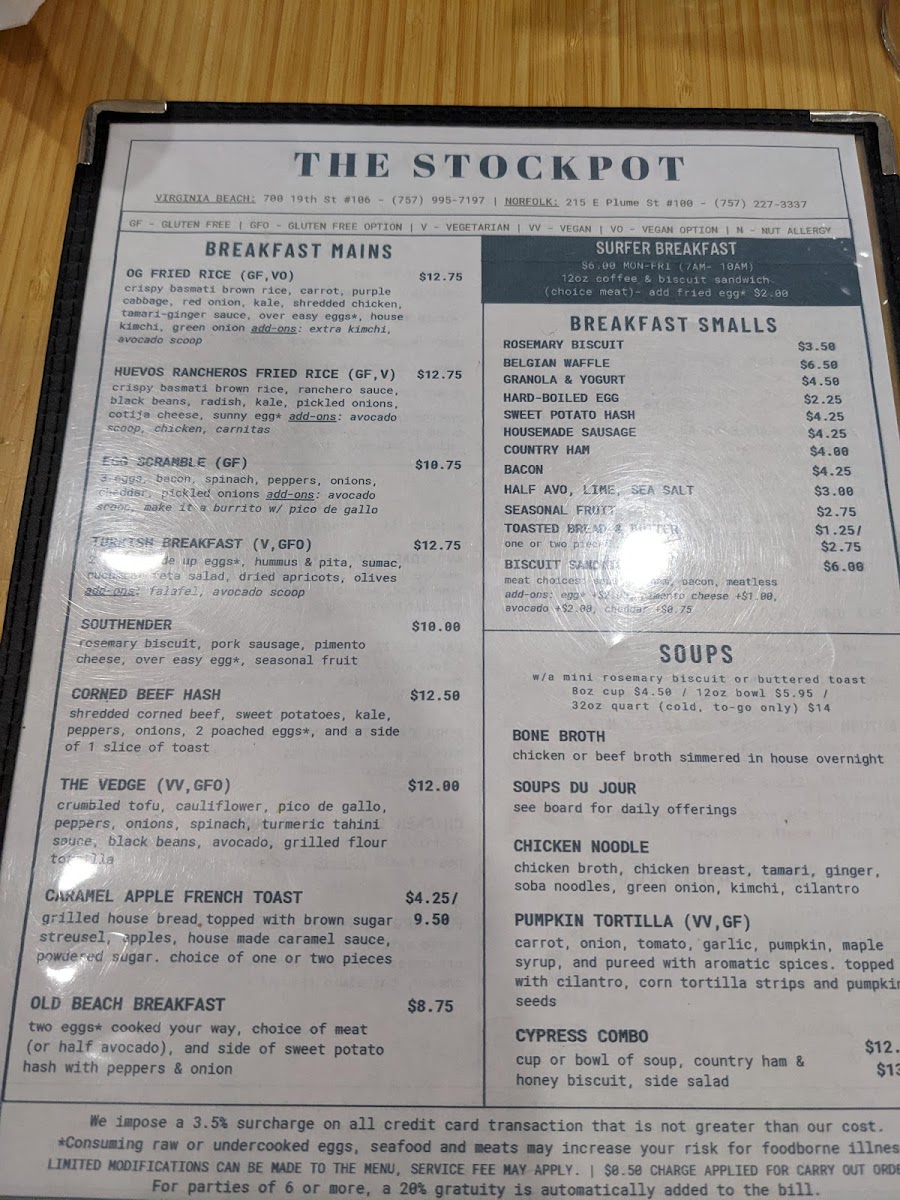 THE STOCKPOT
VIRGINIA BEACH: 700 19th St #106 - (757) 995-7197 | NORFOLK: 215 E Plume St #100 - (757) 227-3337
GF - GLUTEN FREE | GFO - GLUTEN FREE OPTION | V - VEGETARIAN | VV - VEGAN | VO - VEGAN OPTION | N - NUT ALLERGY
BREAKFAST MAINS
OG FRIED RICE (GF,VO) $12.75
crispy basmati brown rice, carrot, purple
cabbage, red onion, kale, shredded chicken,
tamari-ginger sauce, over easy eggs*, house
kimchi, green onion add-ons: extra kimchi,
avocado scoop
HUEVOS RANCHEROS FRIED RICE (GF,V) $12.75
crispy basmati brown rice, ranchero sauce,
black beans, radish, kale, pickled onions,
cotija cheese, sunny egg* add-ons: avocado
scoop, chicken, carnitas
EGG SCRAMBLE (GF) $10.75
3 eggs, bacon, spinach, peppers, onions,
cheddar, pickled onions add-ons: avocado
scoop, make it a burrito w/ pico de gallo
TURKISH BREAKFAST (V,GFO) $12.75
up eggs*, hummus & pita, sumac,
feta salad, dried apricots, olives
add-ons: falafel, avocado scoop
SOUTHENDER $10.00
rosemary biscuit, pork sausage, pimento
cheese, over easy egg*, seasonal fruit
CORNED BEEF HASH $12.50
shredded corned beef, sweet potatoes, kale,
peppers, onions, 2 poached eggs*, and a side
of 1 slice of toast
THE VEDGE (VV,GFO) $12.00
crumbled tofu, cauliflower, pico de gallo,
peppers, onions, spinach, turmeric tahini
sauce, black beans, avocado, grilled flour
tortilla
CARAMEL APPLE FRENCH TOAST $4.25/
grilled house bread topped with brown sugar 9.50
streusel, apples, house made caramel sauce,
powdered sugar. choice of one or two pieces
OLD BEACH BREAKFAST $8.75
two eggs* cooked your way, choice of meat
(or half avocado), and side of sweet potato
hash with peppers & onion
SURFER BREAKFAST
$6.00 MON-FRI (7AM- 10AM)
12oz coffee & biscuit sandwich
(choice meat)- add fried egg* $2.00
BREAKFAST SMALLS
ROSEMARY BISCUIT $3.50
BELGIAN WAFFLE $6.50
GRANOLA & YOGURT $4.50
HARD-BOILED EGG $2.25
SWEET POTATO HASH $4.25
HOUSEMADE SAUSAGE $4.25
COUNTRY HAM $4.00
BACON $4.25
HALF AVO, LIME, SEA SALT $3.00
SEASONAL FRUIT $2.75
TOASTED BREAD & BUTTER $1.25/
one or two pieces $2.75
BISCUIT SANDWICH $6.00
meat choices: ham, bacon, meatless
add-ons: egg* pimento cheese +$1.00,
avocado +$2.00, cheddar +$0.75
SOUPS
w/a mini rosemary biscuit or buttered toast
8oz cup $4.50 / 12oz bowl $5.95 /
32oz quart (cold, to-go only) $14
BONE BROTH
chicken or beef broth simmered in house overnight
SOUPS DU JOUR
see board for daily offerings
CHICKEN NOODLE
chicken broth, chicken breast, tamari, ginger,
soba noodles, green onion, kimchi, cilantro
PUMPKIN TORTILLA (VV,GF)
carrot, onion, tomato, garlic, pumpkin, maple
syrup, and pureed with aromatic spices. topped
with cilantro, corn tortilla strips and pumpkin
seeds
CYPRESS COMBO $12.
cup or bowl of soup, country ham & $13
honey biscuit, side salad
We impose a 3.5% surcharge on all credit card transaction that is not greater than our cost.
*Consuming raw or undercooked eggs, seafood and meats may increase your risk for foodborne illnes
LIMITED MODIFICATIONS CAN BE MADE TO THE MENU, SERVICE FEE MAY APPLY. | $0.50 CHARGE APPLIED FOR CARRY OUT ORDE
For parties of 6 or more, a 20% gratuity is automatically added to the bill.